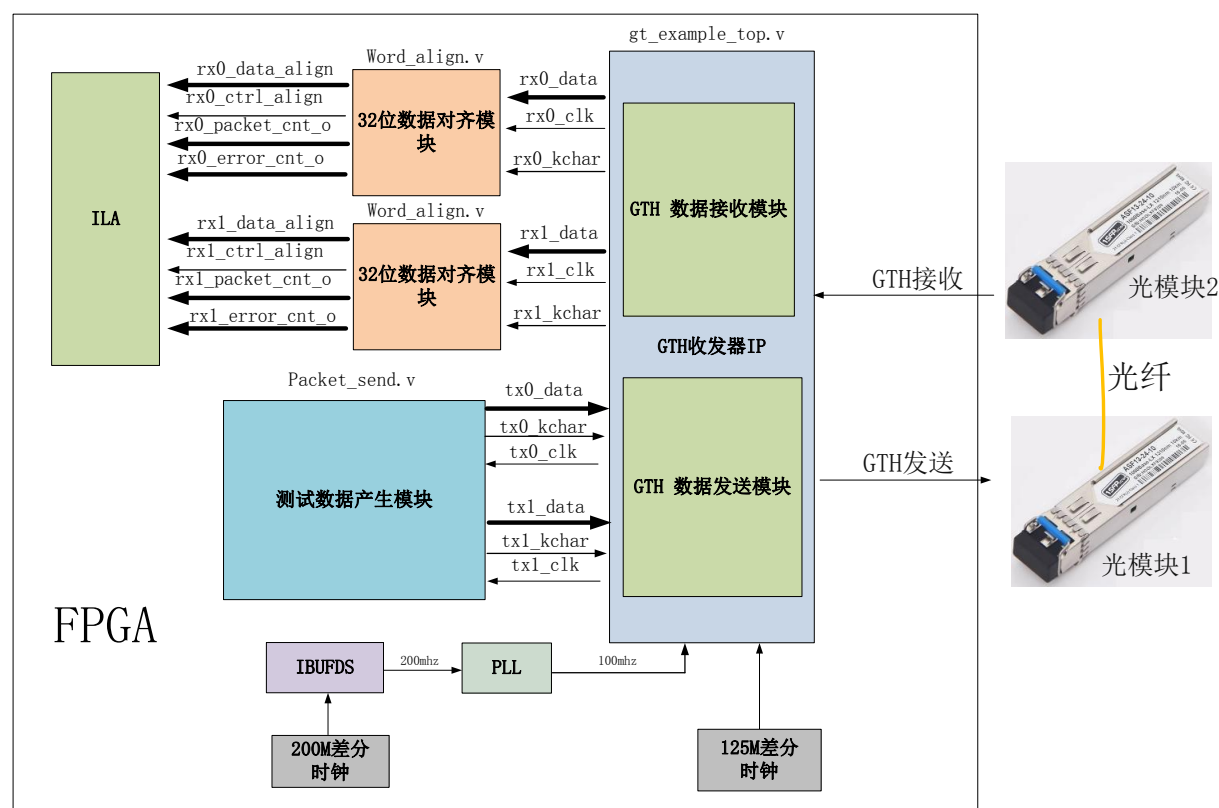 gt_example_top.v
Word_align.v
rx0_data_align
rx0_ctrl_align
rx0_packet_cnt_o
rx0_error_cnt_o
32位数据对齐模
块
rx0_data
rx0_clk
rx0_kchar
GTH 数据接收模块
ILA
Word_align.v
rx1_data_align
rx1_ctrl_align
rx1_packet_cnt_o
rx1_error_cnt_o
32位数据对齐模
块
rx1_data
rx1_clk
rx1_kchar
GTH接收
光模块2
GTH收发器IP
光纤
Packet_send.v
测试数据产生模块
tx0_data
tx0_kchar
tx0_clk
tx1_data
tx1_kchar
tx1_clk
GTH 数据发送模块
GTH发送
ASF13-24-10
光模块1
FPGA
IBUFDS
200mhz
PLL
100mhz
200M差分
时钟
125M差分
时钟